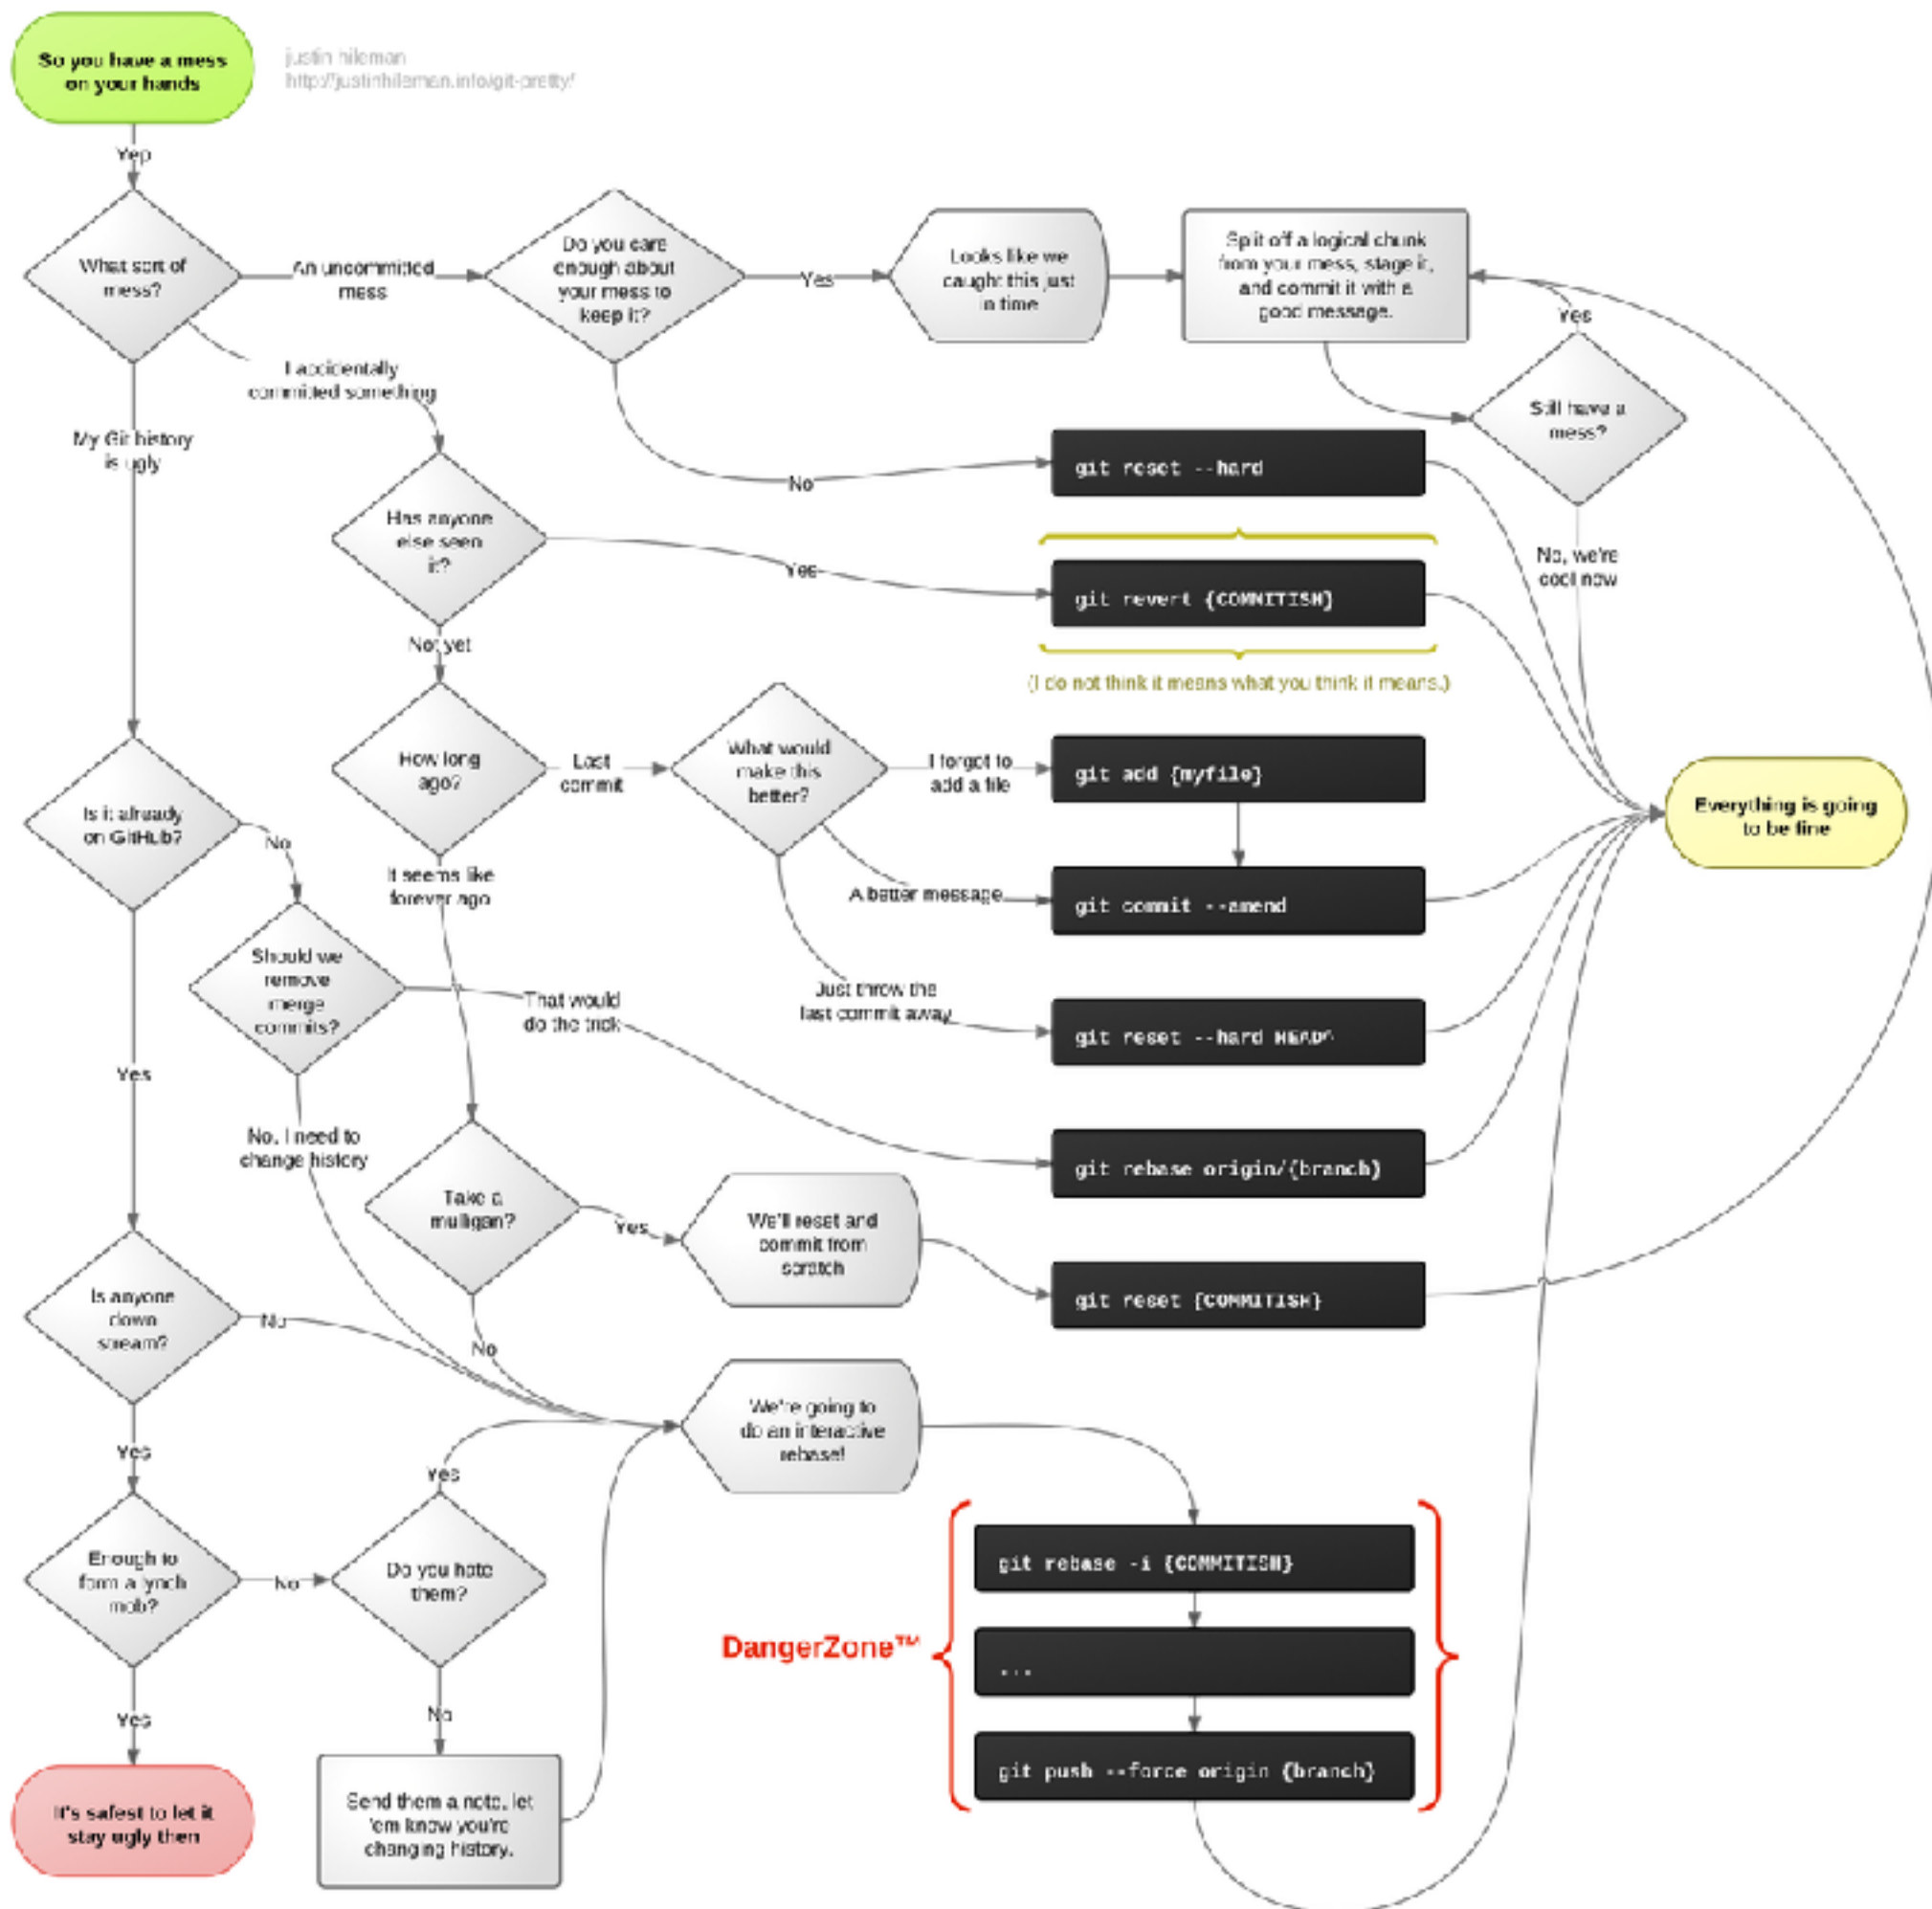 So you have a mess
on your hands
justin hileman
http://justinhileman.info/git-pretty/
Yep
What sort of
mess?
An uncommitted
mess
Do you care
enough about
your mess to
keep it?
Yes
Looks like we
caught this just
in time
Split off a logical chunk
from your mess, stage it,
and commit it with a
good message.
Yes
Still have a
mess?
I accidentally
committed something
My Git history
is ugly
No
git reset --hard
Has anyone
else seen
it?
Yes
git revert {COMMITISH}
No, we're
cool now
Not yet
(I do not think it means what you think it means.)
How long
ago?
Last
commit
What would
make this
better?
I forgot to
add a file
git add {myfile}
Is it already
on GitHub?
No
Everything is going
to be fine
It seems like
forever ago
A better message
git commit --amend
Should we
remove
merge
commits?
That would
do the trick
Just throw the
last commit away
git reset --hard HEAD^
Yes
No, I need to
change history
git rebase origin/{branch}
Take a
mulligan?
Yes
We'll reset and
commit from
scratch
git reset {COMMITISH}
Is anyone
down
stream?
No
No
We're going to
do an interactive
rebase!
Yes
Yes
Enough to
form a lynch
mob?
No
Do you hate
them?
git rebase -i {COMMITISH}
DangerZone™
...
Yes
No
git push --force origin {branch}
It's safest to let it
stay ugly then
Send them a note, let
'em know you're
changing history.